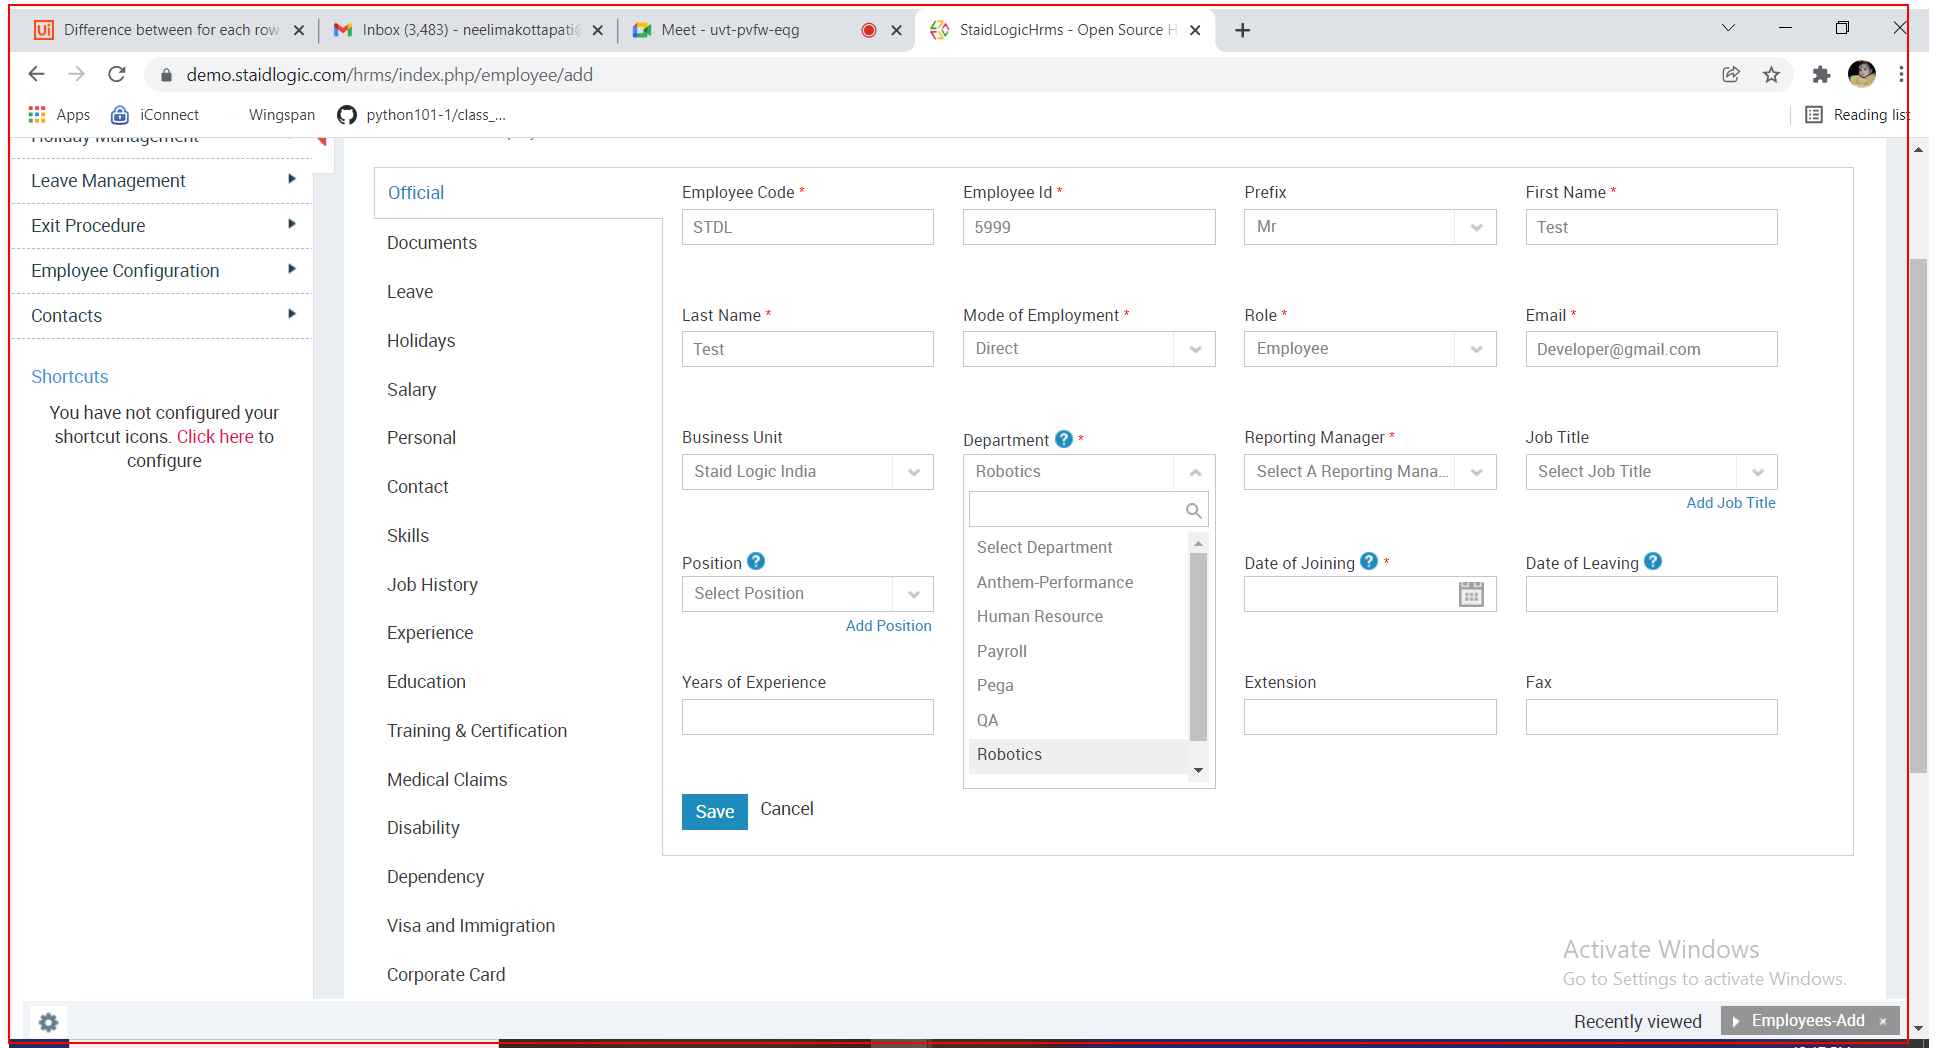 Difference between for each row
Inbox (3,483) - neelimakottapati@
Meet - uvt-pvfw-eqg
StaidLogicHrms - Open Source H
demo.staidlogic.com/hrms/index.php/employee/add
Apps
iConnect
Wingspan
python101-1/class_...
Reading list
Holiday Management
Leave Management
Exit Procedure
Employee Configuration
Contacts
Shortcuts
You have not configured your
shortcut icons. Click here to
configure
Official
Documents
Leave
Holidays
Salary
Personal
Contact
Skills
Job History
Experience
Education
Training & Certification
Medical Claims
Disability
Dependency
Visa and Immigration
Corporate Card
Employee Code *
STDL
Employee Id *
5999
Prefix
Mr
First Name *
Test
Last Name *
Test
Mode of Employment *
Direct
Role *
Employee
Email *
Developer@gmail.com
Business Unit
Staid Logic India
Department ? *
Robotics
Select Department
Anthem-Performance
Human Resource
Payroll
Pega
QA
Robotics
Reporting Manager *
Select A Reporting Mana...
Job Title
Select Job Title
Add Job Title
Position ?
Select Position
Add Position
Date of Joining ? *
Date of Leaving ?
Years of Experience
Extension
Fax
Save
Cancel
Activate Windows
Go to Settings to activate Windows.
Recently viewed
Employees-Add